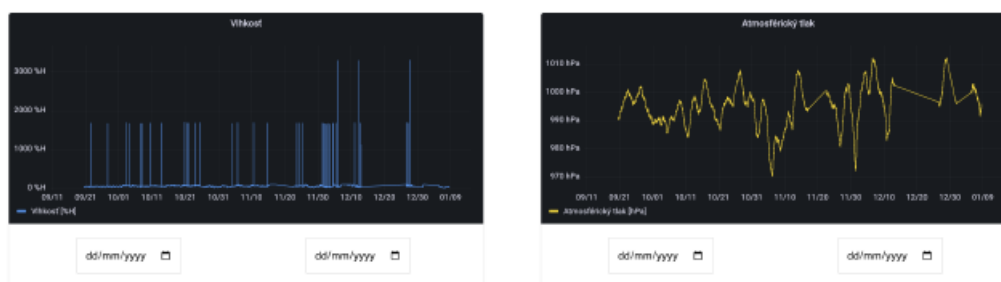 Vlhkosť
3000 %H
2000 %H
1000 %H
0 %H
09/11 09/21 10/01 10/11 10/21 10/31 11/10 11/20 11/30 12/10 12/20 12/30 01/09
Vlhkosť [%H]
dd/mm/yyyy dd/mm/yyyy
Atmosférický tlak
1010 hPa
1000 hPa
990 hPa
980 hPa
970 hPa
09/11 09/21 10/01 10/11 10/21 10/31 11/10 11/20 11/30 12/10 12/20 12/30 01/09
Atmosférický tlak [hPa]
dd/mm/yyyy dd/mm/yyyy